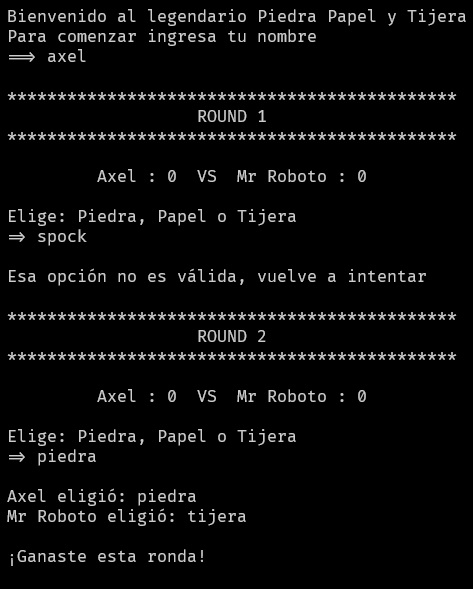 Bienvenido al legendario Piedra Papel y Tijera
Para comenzar ingresa tu nombre
==> axel
*********************************************
ROUND 1
*********************************************
Axel : 0  VS  Mr Roboto : 0
Elige: Piedra, Papel o Tijera
=> spock
Esa opción no es válida, vuelve a intentar
*********************************************
ROUND 2
*********************************************
Axel : 0  VS  Mr Roboto : 0
Elige: Piedra, Papel o Tijera
=> piedra
Axel eligió: piedra
Mr Roboto eligió: tijera
¡Ganaste esta ronda!